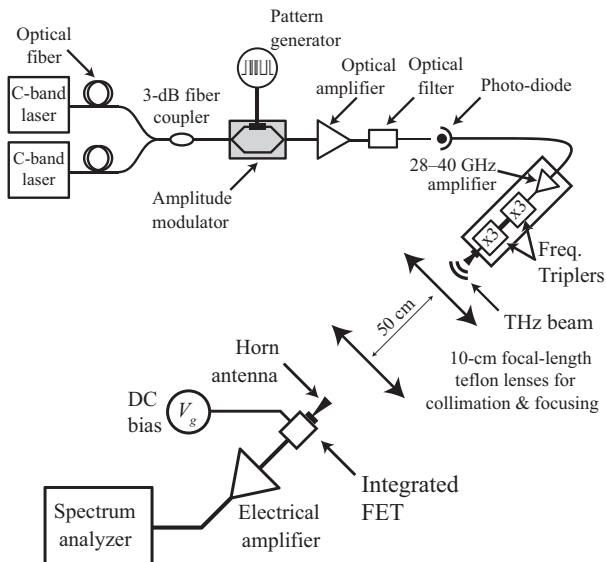 Pattern
generator
Optical
fiber
C-band
laser
3-dB fiber
coupler
Optical
amplifier
Optical
filter
Photo-diode
C-band
laser
Amplitude
modulator
28–40 GHz
amplifier
x3
x3
Freq.
Triplers
THz beam
50 cm
10-cm focal-length
teflon lenses for
collimation & focusing
Horn
antenna
DC
bias
Vg
Integrated
FET
Electrical
amplifier
Spectrum
analyzer